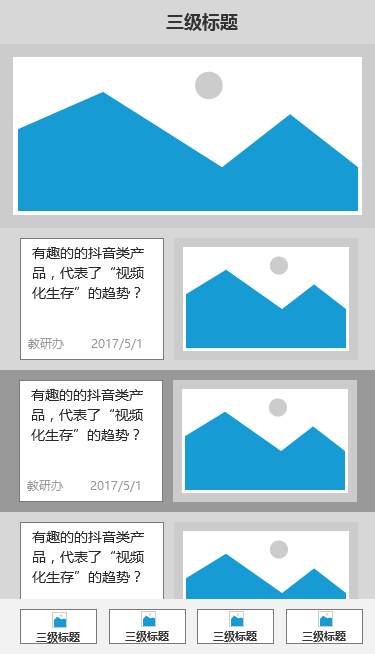 三级标题
有趣的的抖音类产
品，代表了“视频
化生存”的趋势？
教研办 2017/5/1
有趣的的抖音类产
品，代表了“视频
化生存”的趋势？
教研办 2017/5/1
有趣的的抖音类产
品，代表了“视频
化生存”的趋势？
三级标题 三级标题 三级标题 三级标题